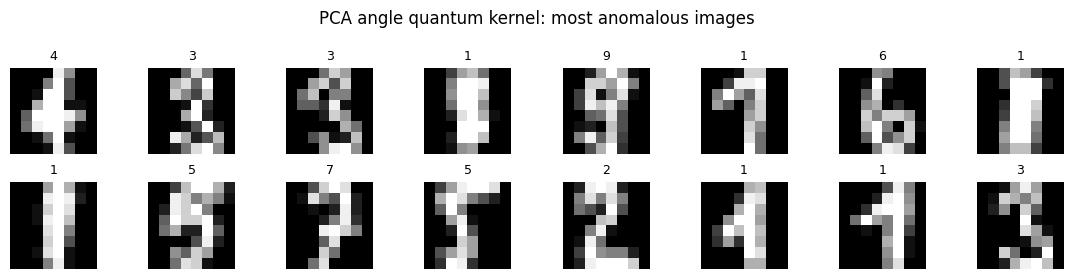 PCA angle quantum kernel: most anomalous images
4 3 3 1 9 1 6 1
1 5 7 5 2 1 1 3